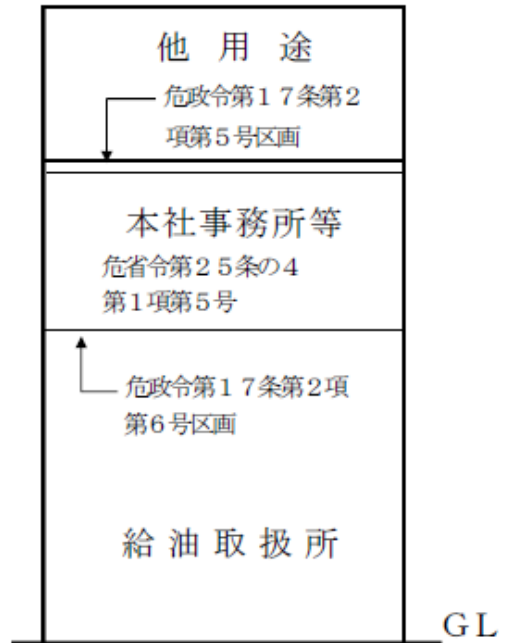 他 用 途
危政令第１７条第２
項第５号区画
本社事務所等
危省令第２５条の４
第１項第５号
危政令第１７条第２項
第６号区画
給 油 取 扱 所
ＧＬ